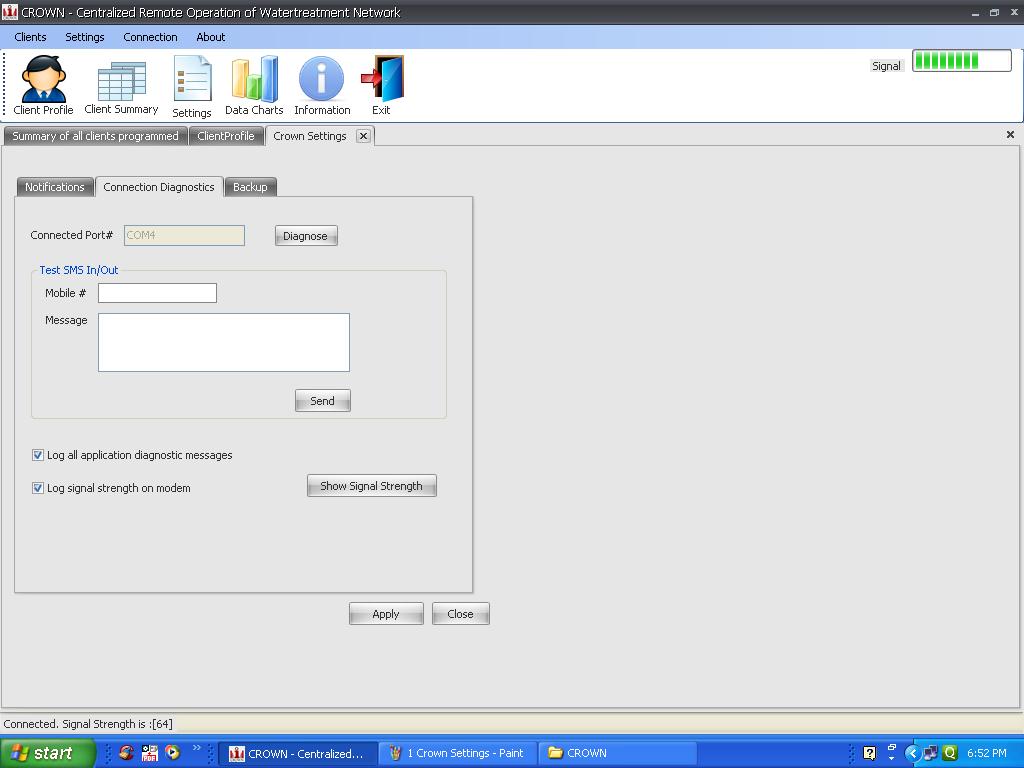 CROWN - Centralized Remote Operation of Watertreatment Network
Clients Settings Connection About
Signal
Client Profile Client Summary Settings Data Charts Information Exit
Summary of all clients programmed ClientProfile Crown Settings
Notifications Connection Diagnostics Backup
Connected Port# COM4 Diagnose
Test SMS In/Out
Mobile #
Message
Send
Log all application diagnostic messages
Log signal strength on modem Show Signal Strength
Apply Close
Connected. Signal Strength is :[64]
start CROWN - Centralized... 1 Crown Settings - Paint CROWN 6:52 PM